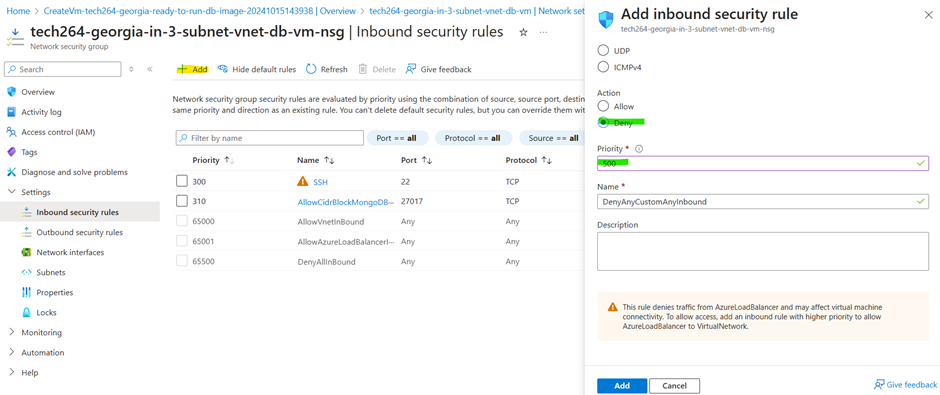 Home > CreateVm-tech264-georgia-ready-to-run-db-image-20241015143938 | Overview > tech264-georgia-in-3-subnet-vnet-db-vm | Network set
tech264-georgia-in-3-subnet-vnet-db-vm-nsg | Inbound security rules
Network security group
Search
Overview
Activity log
Access control (IAM)
Tags
Diagnose and solve problems
Settings
Inbound security rules
Outbound security rules
Network interfaces
Subnets
Properties
Locks
Monitoring
Automation
Help
+ Add Hide default rules Refresh Delete Give feedback
Network security group security rules are evaluated by priority using the combination of source, source port, destin
same priority and direction as an existing rule. You can't delete default security rules, but you can override them with
Filter by name Port == all Protocol == all Source == all
Priority ↑ Name ↑↓ Port ↑↓ Protocol ↑↓
300 SSH 22 TCP
310 AllowCidrBlockMongoDB... 27017 TCP
65000 AllowVnetInBound Any Any
65001 AllowAzureLoadBalancerI... Any Any
65500 DenyAllInBound Any Any
Add inbound security rule
tech264-georgia-in-3-subnet-vnet-db-vm-nsg
UDP
ICMPv4
Action
Allow
Deny
Priority *
500
Name *
DenyAnyCustomAnyInbound
Description
This rule denies traffic from AzureLoadBalancer and may affect virtual machine
connectivity. To allow access, add an inbound rule with higher priority to allow
AzureLoadBalancer to VirtualNetwork.
Add Cancel
Give feedback